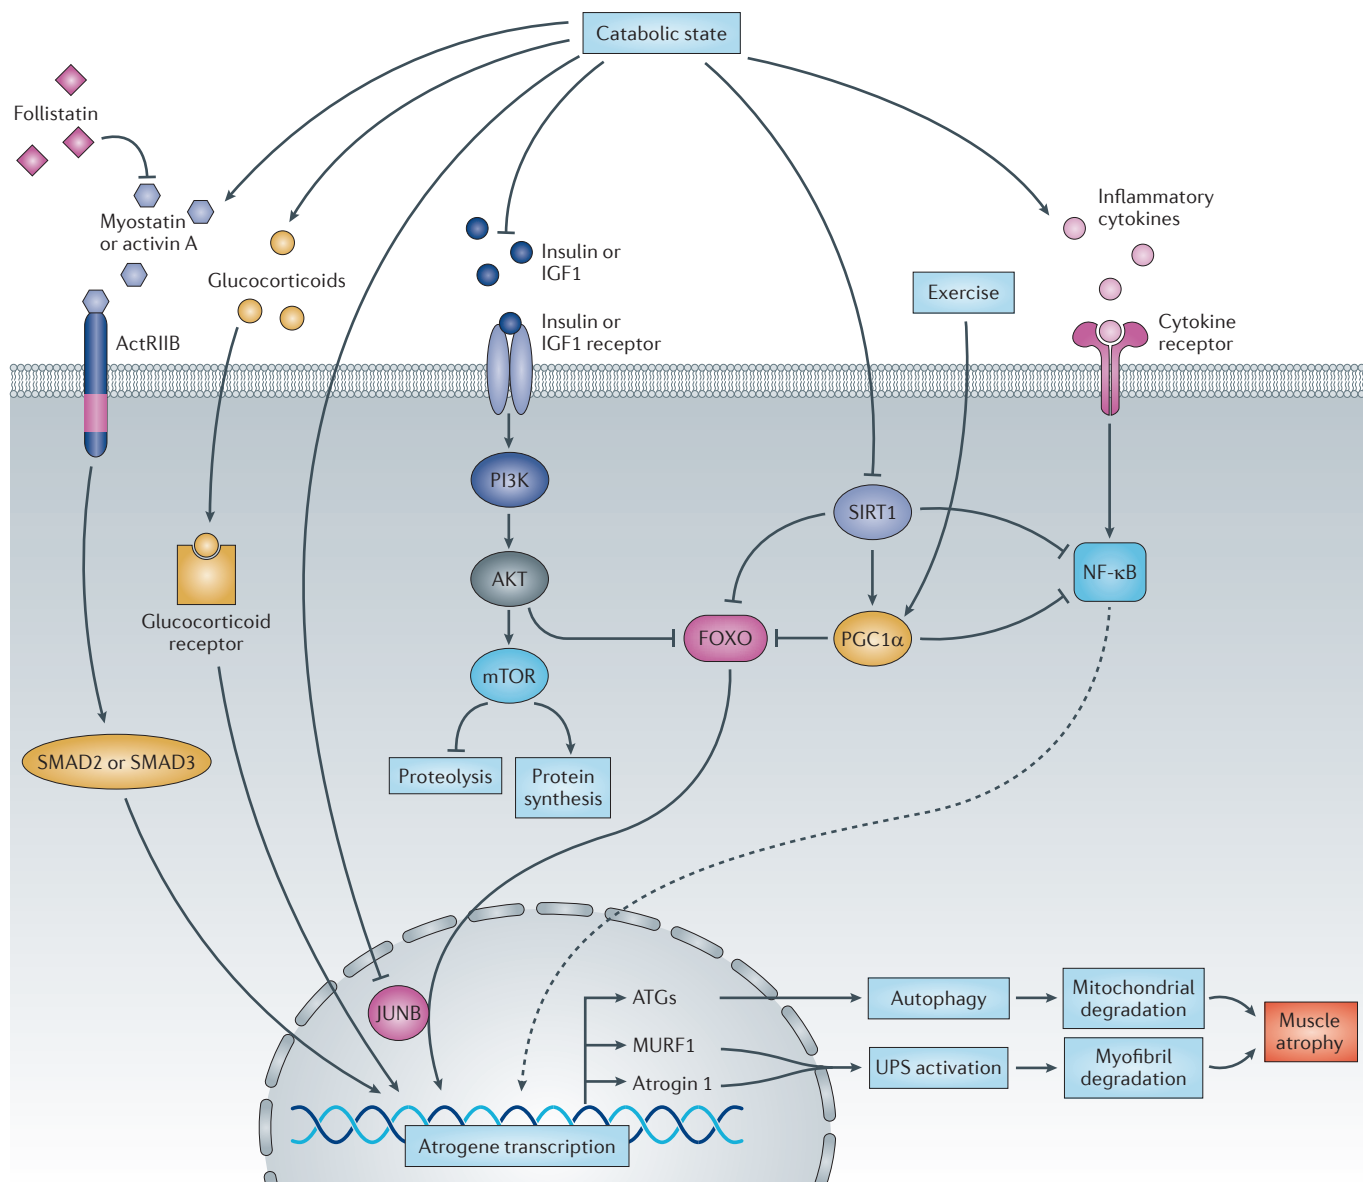 Catabolic state
Follistatin
Myostatin
or activin A
Glucocorticoids
Insulin or
IGF1
Inflammatory
cytokines
Exercise
ActRIIB
Insulin or
IGF1 receptor
Cytokine
receptor
PI3K
SIRT1
AKT
NF-κB
Glucocorticoid
receptor
FOXO
PGC1α
mTOR
SMAD2 or SMAD3
Proteolysis
Protein
synthesis
JUNB
ATGs
MURF1
Atrogin 1
Autophagy
Mitochondrial
degradation
UPS activation
Myofibril
degradation
Muscle
atrophy
Atrogene transcription